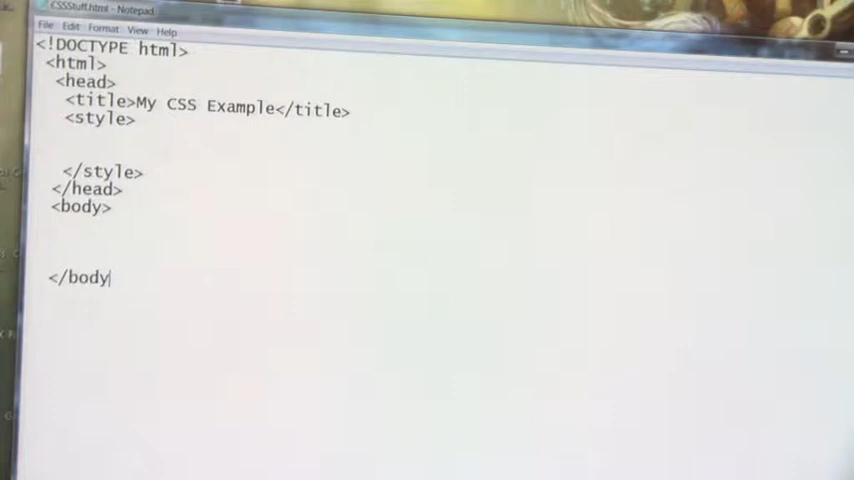 CSSStuff.html - Notepad
File Edit Format View Help
<!DOCTYPE html>
<html>
<head>
<title>My CSS Example</title>
<style>
</style>
</head>
<body>
</body